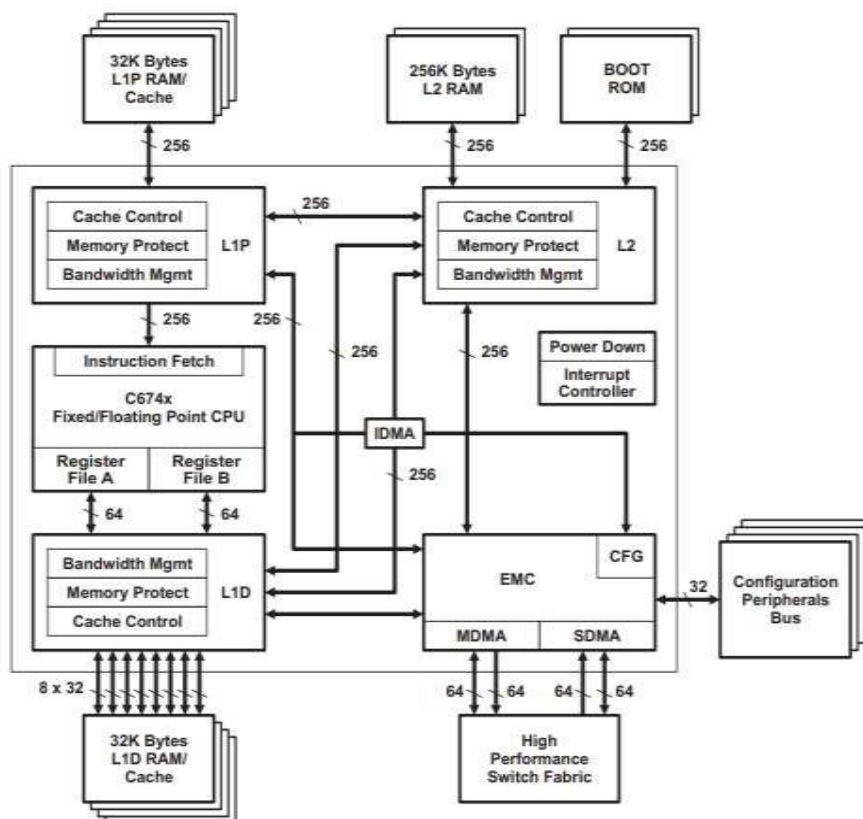 32K Bytes
L1P RAM/
Cache
256K Bytes
L2 RAM
BOOT
ROM
256
256
256
Cache Control
Memory Protect
Bandwidth Mgmt
L1P
256
Cache Control
Memory Protect
Bandwidth Mgmt
L2
256
256
256
256
Power Down
Interrupt
Controller
Instruction Fetch
C674x
Fixed/Floating Point CPU
Register
File A
Register
File B
IDMA
256
64
64
Bandwidth Mgmt
Memory Protect
Cache Control
L1D
EMC
CFG
MDMA
SDMA
32
Configuration
Peripherals
Bus
8 x 32
64
64
64
64
32K Bytes
L1D RAM/
Cache
High
Performance
Switch Fabric